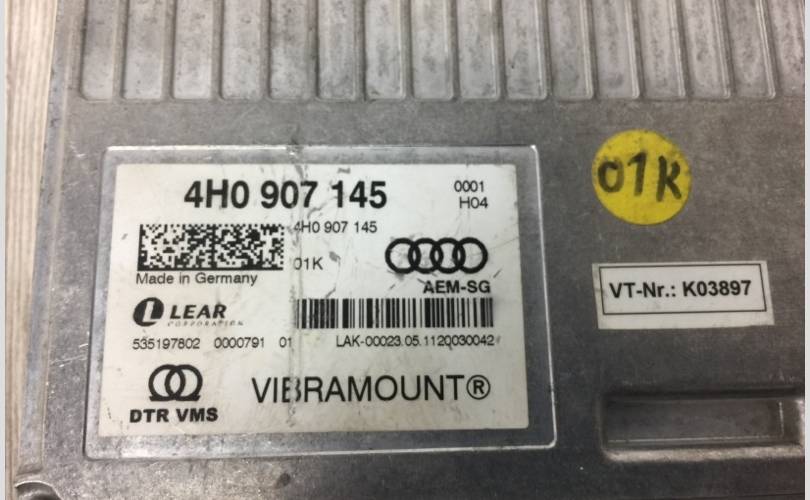 4H0 907 145
0001
H04
4H0 907 145
01K
Made in Germany
AEM-SG
LEAR
CORPORATION
535197802 0000791 01
LAK-00023.05.1120030042
DTR VMS
VIBRAMOUNT®
01K
VT-Nr.: K03897